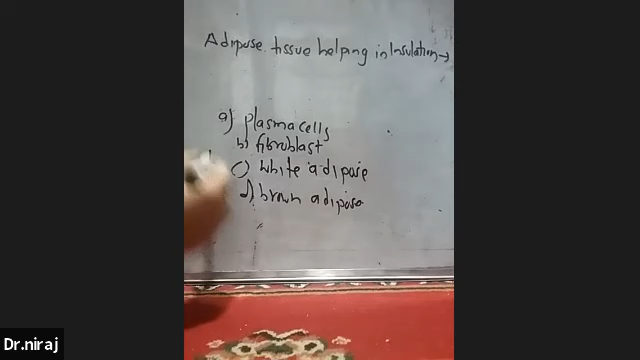 Adipose tissue helping in Insulation →
a) plasma cells
b) fibroblast
c) white adipose
d) brown adipose
Dr.niraj